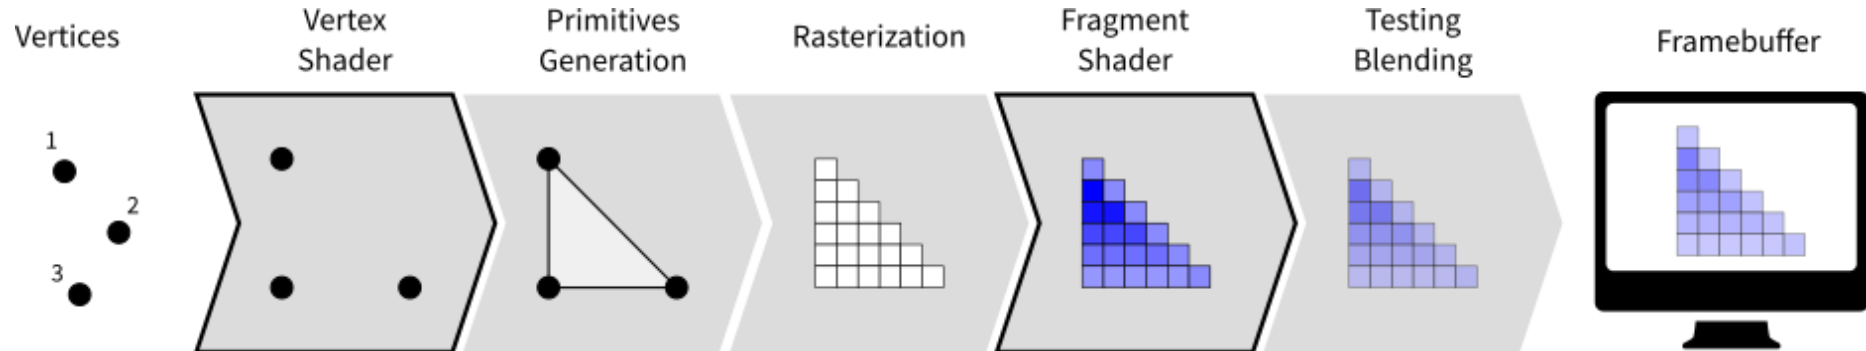 Vertices
Vertex
Shader
Primitives
Generation
Rasterization
Fragment
Shader
Testing
Blending
Framebuffer
1
2
3